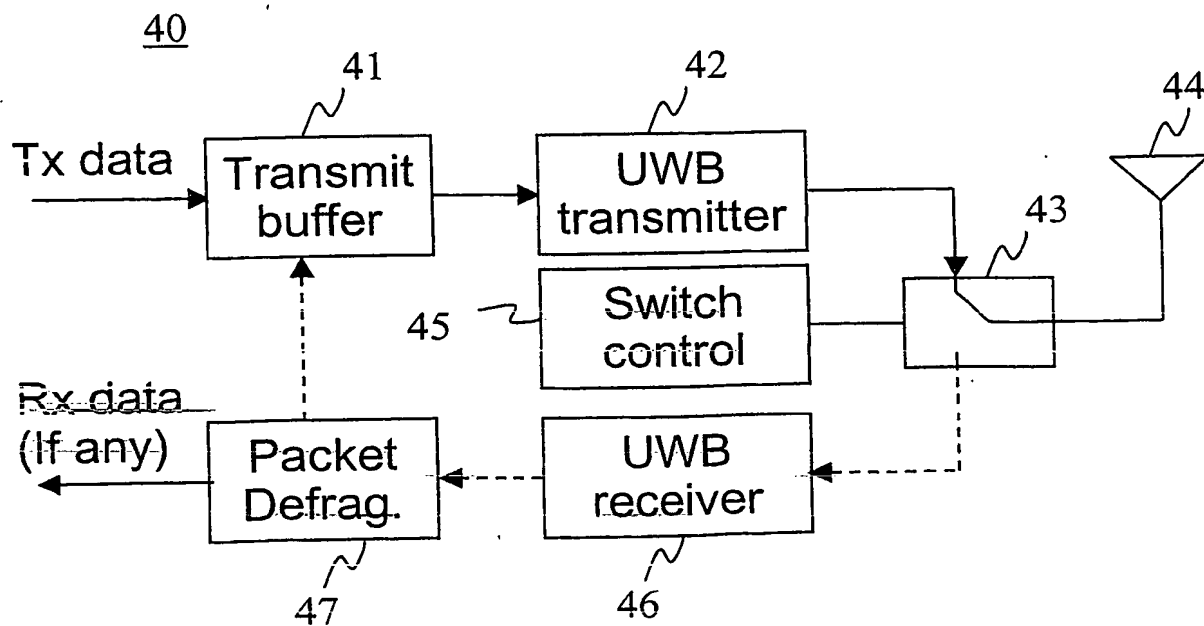 40
41
42
44
Tx data
Transmit
buffer
UWB
transmitter
43
45
Switch
control
Rx data
(If any)
Packet
Defrag.
UWB
receiver
47
46